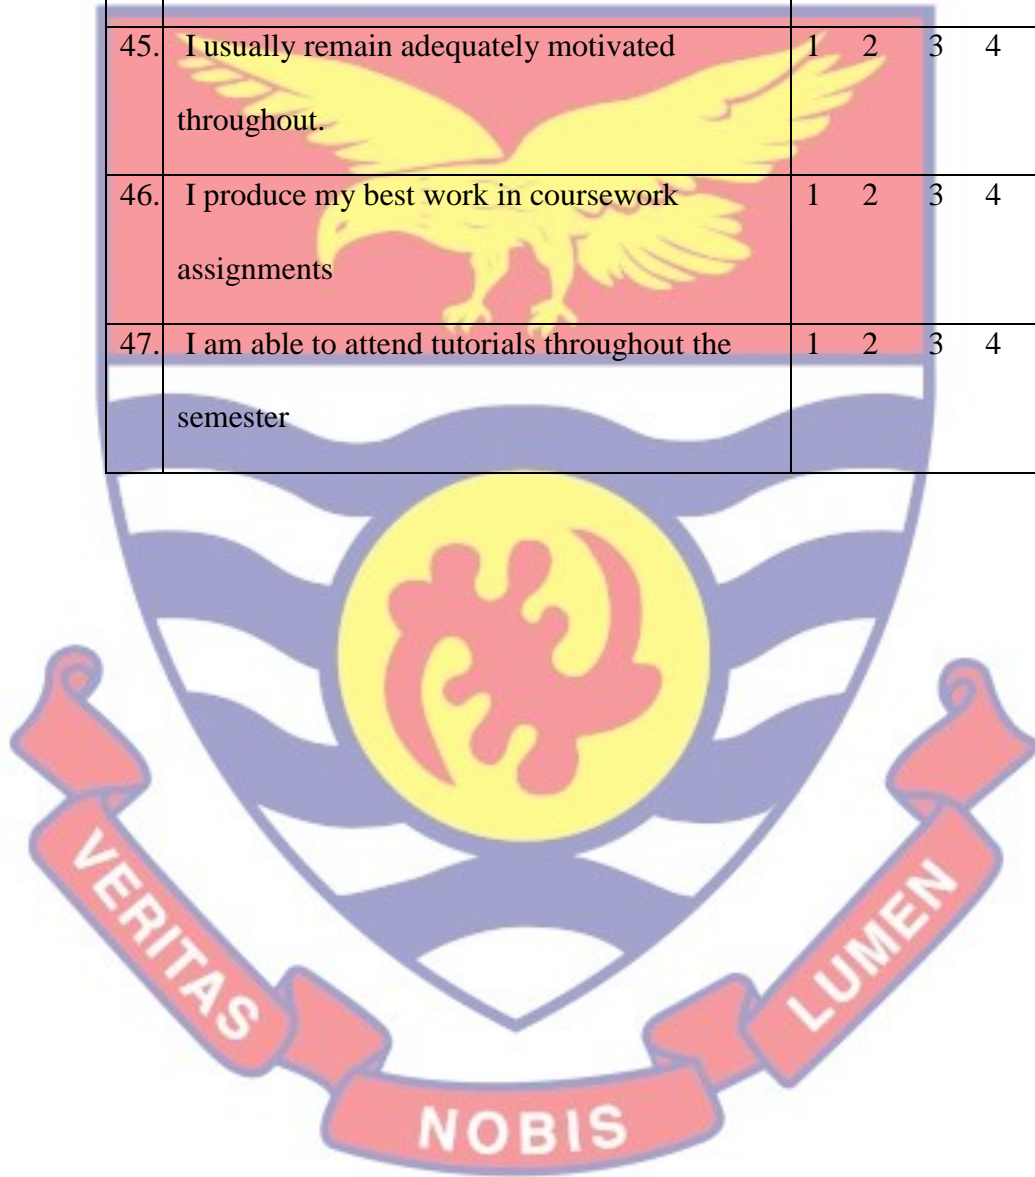 45. I usually remain adequately motivated 1 2 3 4
throughout.
46. I produce my best work in coursework 1 2 3 4
assignments
47. I am able to attend tutorials throughout the 1 2 3 4
semester
VERITAS
NOBIS
LUMEN